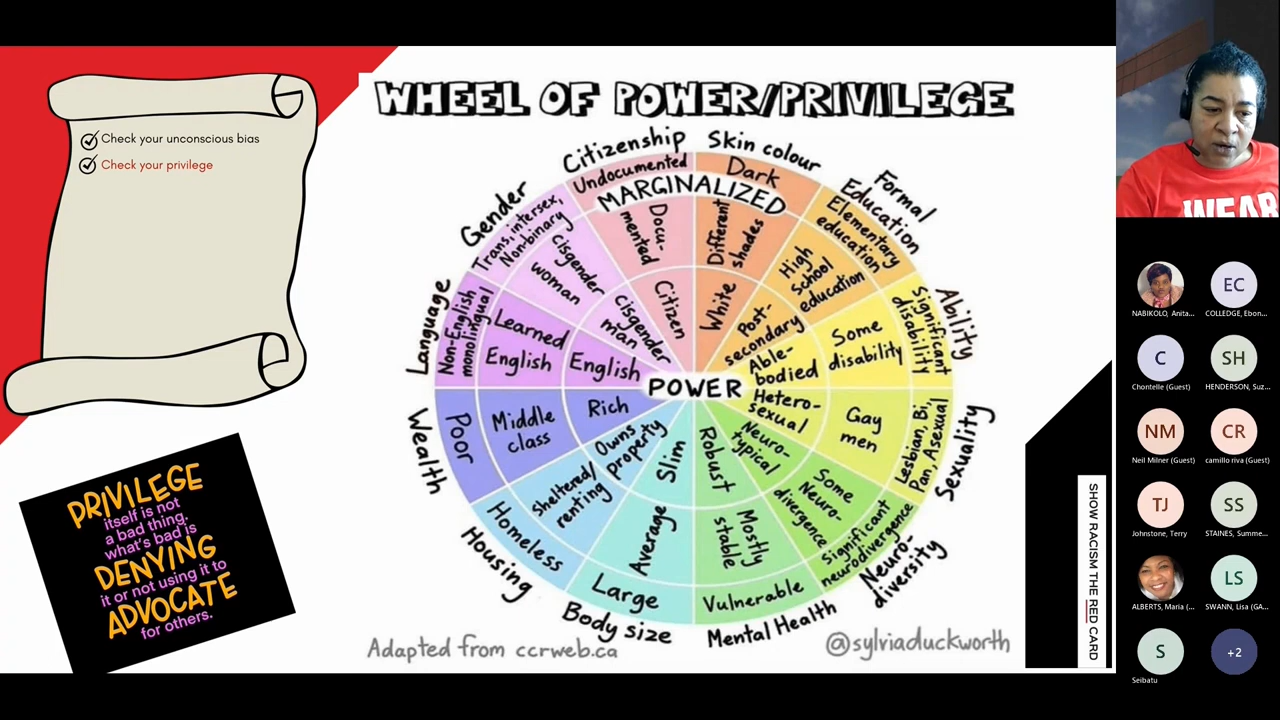 Check your unconscious bias
Check your privilege
PRIVILEGE
itself is not
a bad thing.
what's bad is
DENYING
it or not using it to
ADVOCATE
for others.
WHEEL OF POWER/PRIVILEGE
Citizenship
Undocumented
Docu-
mented
Citizen
Skin colour
Dark
Different
shades
White
MARGINALIZED
Formal
Education
Elementary
education
High
school
education
Post-
secondary
Ability
Significant
disability
Some
disability
Able-
bodied
Sexuality
Lesbian, Bi,
Pan, Asexual
Gay
men
Hetero-
sexual
Neuro-
diversity
Significant
neurodivergence
Some
Neuro-
divergence
Neuro-
typical
Mental Health
Vulnerable
Mostly
stable
Robust
Body size
Large
Average
Slim
Housing
Homeless
Sheltered/
renting
Owns
property
Wealth
Poor
Middle
class
Rich
Language
Non-English
monolingual
Learned
English
English
Gender
Trans, intersex,
Non-binary
cisgender
woman
cisgender
man
POWER
Adapted from ccrweb.ca
@sylviaduckworth
SHOW RACISM THE RED CARD
WEAR
NABIKOLO, Anita...
EC
COLLEDGE, Ebon...
C
Chontelle (Guest)
SH
HENDERSON, Suz...
NM
Neil Milner (Guest)
CR
camillo riva (Guest)
TJ
Johnstone, Terry
SS
STAINES, Summe...
ALBERTS, Maria (...
LS
SWANN, Lisa (GA...
S
Seibatu
+2